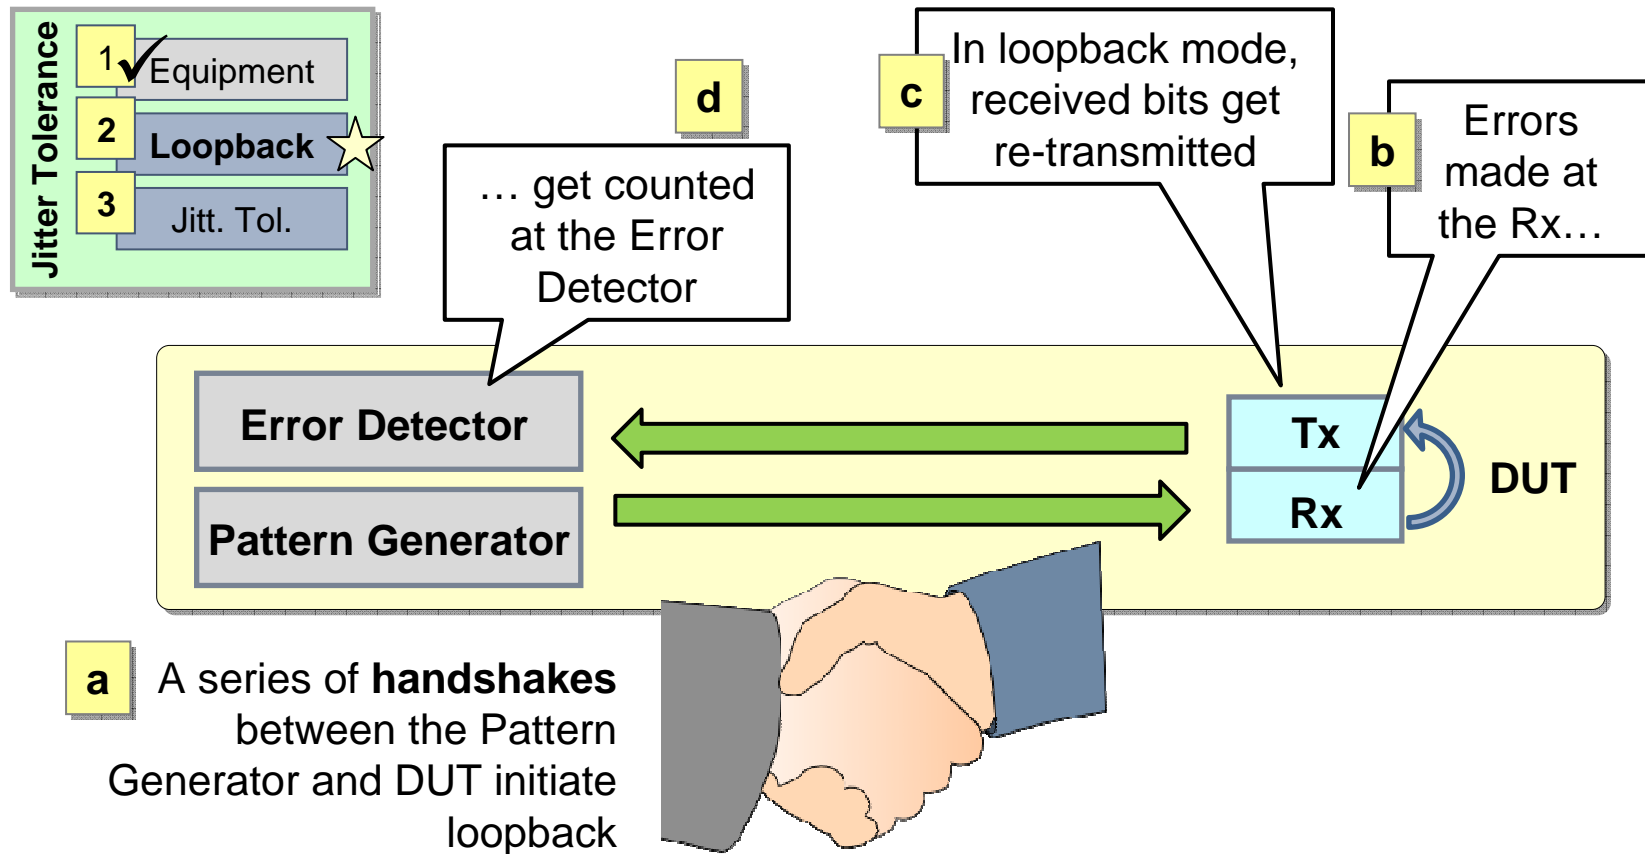 Jitter Tolerance
1
Equipment
2
Loopback
3
Jitt. Tol.
d
… get counted
at the Error
Detector
c
In loopback mode,
received bits get
re-transmitted
b
Errors
made at
the Rx…
Error Detector
Pattern Generator
Tx
Rx
DUT
a
A series of handshakes
between the Pattern
Generator and DUT initiate
loopback